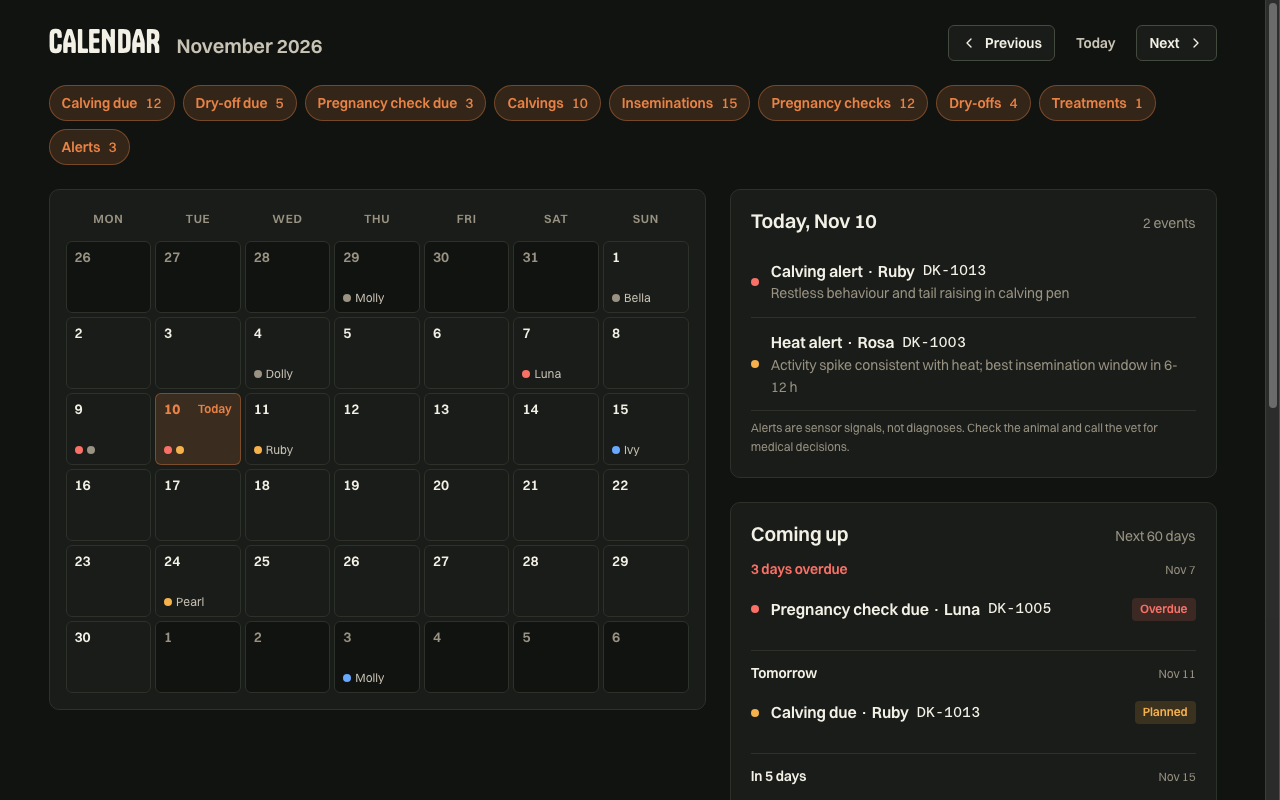 CALENDAR November 2026
Previous Today Next
Calving due 12 Dry-off due 5 Pregnancy check due 3 Calvings 10 Inseminations 15 Pregnancy checks 12 Dry-offs 4 Treatments 1
Alerts 3
MON TUE WED THU FRI SAT SUN
26 27 28 29 30 31 1
Molly Bella
2 3 4 5 6 7 8
Dolly Luna
9 10 Today 11 12 13 14 15
Ruby Ivy
16 17 18 19 20 21 22
23 24 25 26 27 28 29
Pearl
30 1 2 3 4 5 6
Molly
Today, Nov 10 2 events
Calving alert · Ruby DK-1013
Restless behaviour and tail raising in calving pen
Heat alert · Rosa DK-1003
Activity spike consistent with heat; best insemination window in 6-
12 h
Alerts are sensor signals, not diagnoses. Check the animal and call the vet for
medical decisions.
Coming up Next 60 days
3 days overdue Nov 7
Pregnancy check due · Luna DK-1005 Overdue
Tomorrow Nov 11
Calving due · Ruby DK-1013 Planned
In 5 days Nov 15